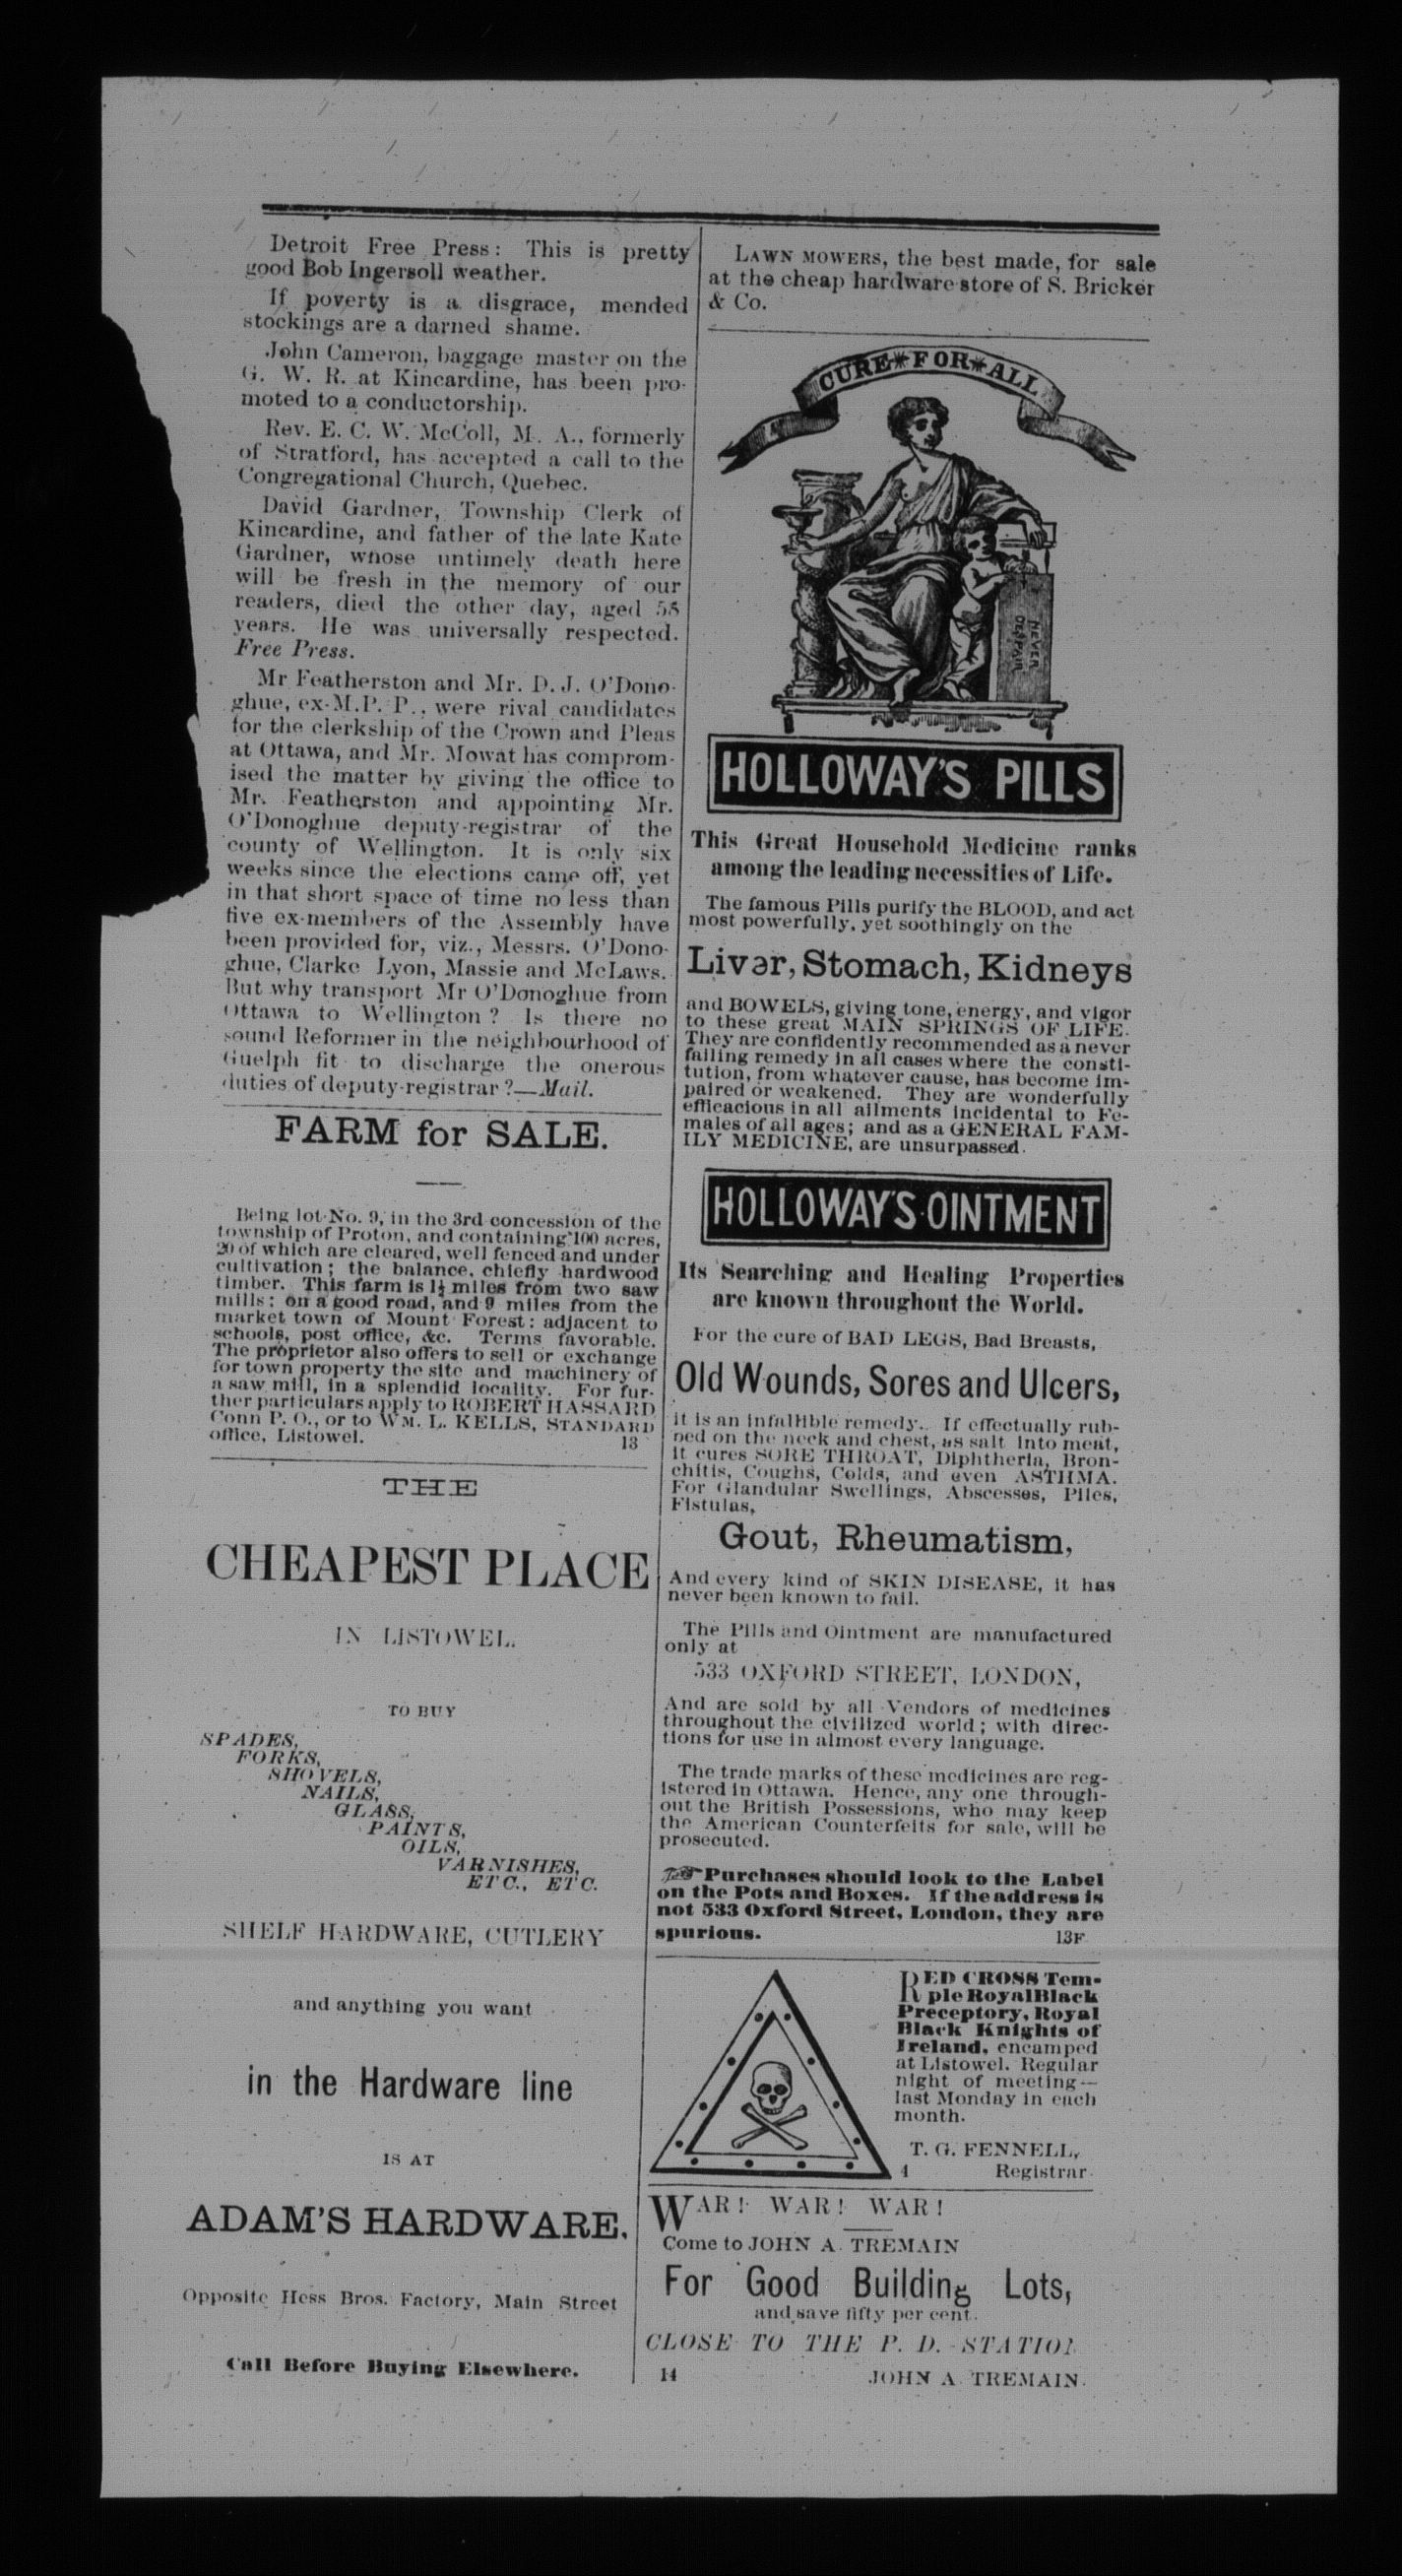 Detroit Free Press: This is pretty
good Bob Ingersoll weather.
If poverty is a disgrace, mended
stockings are a darned shame.
John Cameron, baggage master on the
G. W. R. at Kincardine, has been pro-
moted to a conductorship.
Rev. E. C. W. McColl, M. A., formerly
of Stratford, has accepted a call to the
Congregational Church, Quebec.
David Gardner, Township Clerk of
Kincardine, and father of the late Kate
Gardner, whose untimely death here
will be fresh in the memory of our
readers, died the other day, aged 58
years. He was universally respected.
Free Press.
Mr Featherston and Mr. D. J. O'Dono-
ghue, ex-M.P. P., were rival candidates
for the clerkship of the Crown and Pleas
at Ottawa, and Mr. Mowat has comprom-
ised the matter by giving the office to
Mr. Featherston and appointing Mr.
O'Donoghue deputy-registrar of the
county of Wellington. It is only six
weeks since the elections came off, yet
in that short space of time no less than
five ex-members of the Assembly have
been provided for, viz., Messrs. O'Dono-
ghue, Clarke Lyon, Massie and McLaws.
But why transport Mr O'Donoghue from
Ottawa to Wellington? Is there no
sound Reformer in the neighbourhood of
Guelph fit to discharge the onerous
duties of deputy-registrar?—Mail.
FARM for SALE.
Being lot No. 9, in the 3rd concession of the
township of Proton, and containing 100 acres,
20 of which are cleared, well fenced and under
cultivation; the balance, chiefly hardwood
timber. This farm is 1½ miles from two saw
mills; on a good road, and 9 miles from the
market town of Mount Forest: adjacent to
schools, post office, &c. Terms favorable.
The proprietor also offers to sell or exchange
for town property the site and machinery of
a saw mill, in a splendid locality. For fur-
ther particulars apply to ROBERT HASSARD
Conn P. O., or to WM. L. KELLS, STANDARD
office, Listowel. 13
THE
CHEAPEST PLACE
IN LISTOWEL.
TO BUY
SPADES,
FORKS,
SHOVELS,
NAILS,
GLASS,
PAINTS,
OILS,
VARNISHES,
ETC., ETC.
SHELF HARDWARE, CUTLERY
and anything you want
in the Hardware line
IS AT
ADAM'S HARDWARE.
Opposite Hess Bros. Factory, Main Street
Call Before Buying Elsewhere.
LAWN MOWERS, the best made, for sale
at the cheap hardware store of S. Bricker
& Co.
CURE FOR ALL
NEVER
DESPAIR
HOLLOWAY'S PILLS
This Great Household Medicine ranks
among the leading necessities of Life.
The famous Pills purify the BLOOD, and act
most powerfully, yet soothingly on the
Liver, Stomach, Kidneys
and BOWELS, giving tone, energy, and vigor
to these great MAIN SPRINGS OF LIFE.
They are confidently recommended as a never
failing remedy in all cases where the consti-
tution, from whatever cause, has become im-
paired or weakened. They are wonderfully
efficacious in all ailments incidental to Fe-
males of all ages; and as a GENERAL FAM-
ILY MEDICINE, are unsurpassed.
HOLLOWAY'S OINTMENT
Its Searching and Healing Properties
are known throughout the World.
For the cure of BAD LEGS, Bad Breasts,
Old Wounds, Sores and Ulcers,
it is an infallible remedy. If effectually rub-
bed on the neck and chest, as salt into meat,
it cures SORE THROAT, Diphtheria, Bron-
chitis, Coughs, Colds, and even ASTHMA.
For Glandular Swellings, Abscesses, Piles,
Fistulas,
Gout, Rheumatism,
And every kind of SKIN DISEASE, it has
never been known to fail.
The Pills and Ointment are manufactured
only at
533 OXFORD STREET, LONDON,
And are sold by all Vendors of medicines
throughout the civilized world; with direc-
tions for use in almost every language.
The trade marks of these medicines are reg-
istered in Ottawa. Hence, any one through-
out the British Possessions, who may keep
the American Counterfeits for sale, will be
prosecuted.
☞Purchases should look to the Label
on the Pots and Boxes. If the address is
not 533 Oxford Street, London, they are
spurious. 13F
RED CROSS Tem-
ple Royal Black
Preceptory, Royal
Black Knights of
Ireland, encamped
at Listowel. Regular
night of meeting—
last Monday in each
month.
T. G. FENNELL,
4 Registrar.
WAR! WAR! WAR!
Come to JOHN A. TREMAIN
For Good Building Lots,
and save fifty per cent.
CLOSE TO THE P. D. STATION
14 JOHN A. TREMAIN.